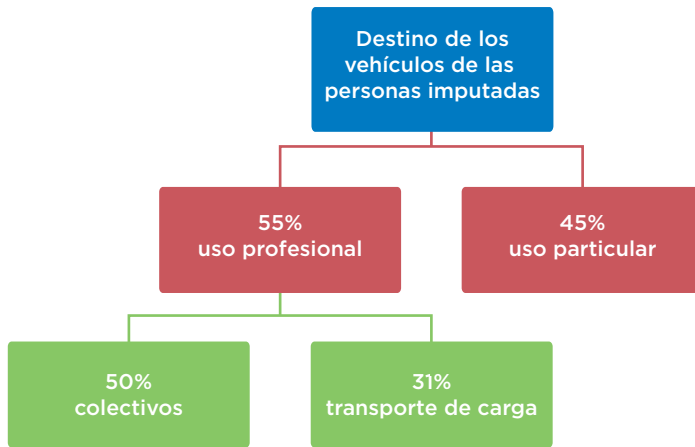 Destino de los
vehículos de las
personas imputadas
55%
uso profesional
45%
uso particular
50%
colectivos
31%
transporte de carga